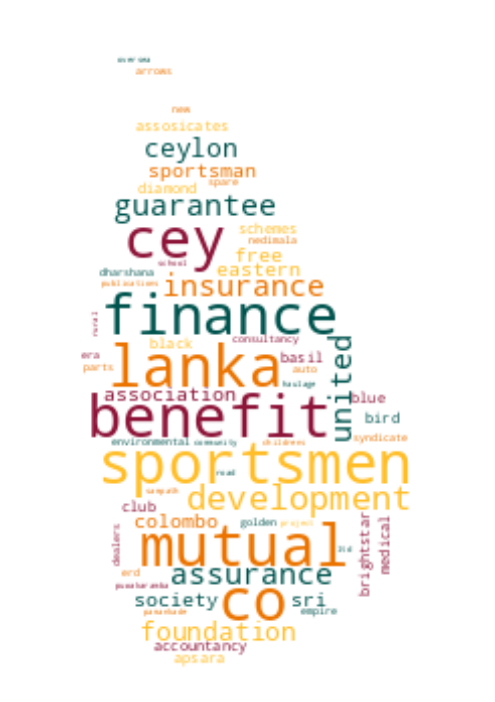 oversea
arrows
new
assosicates
ceylon
sportsman
spare
diamond
guarantee
cey
schemes
nedimala
free
school
eastern
dharshana
publications
insurance
finance
rural
consultancy
black
united
era
lanka
basil
parts
auto
haulage
association
blue
benefit
bird
syndicate
environmental
community
childrens
sportsmen
road
sampath
development
club
colombo
golden
project
brightstar
medical
dealers
mutual
ltd
erd
assurance
society
co
sri
empire
foundation
accountancy
apsara